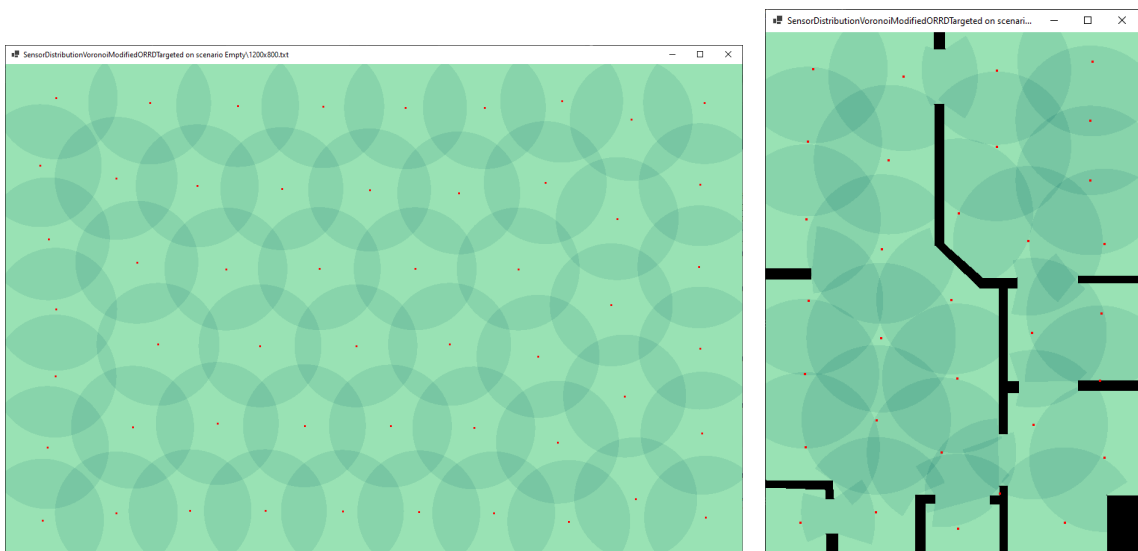 SensorDistributionVoronoiModifiedORRDTargeted on scenario Empty\1200x800.txt
SensorDistributionVoronoiModifiedORRDTargeted on scenari...